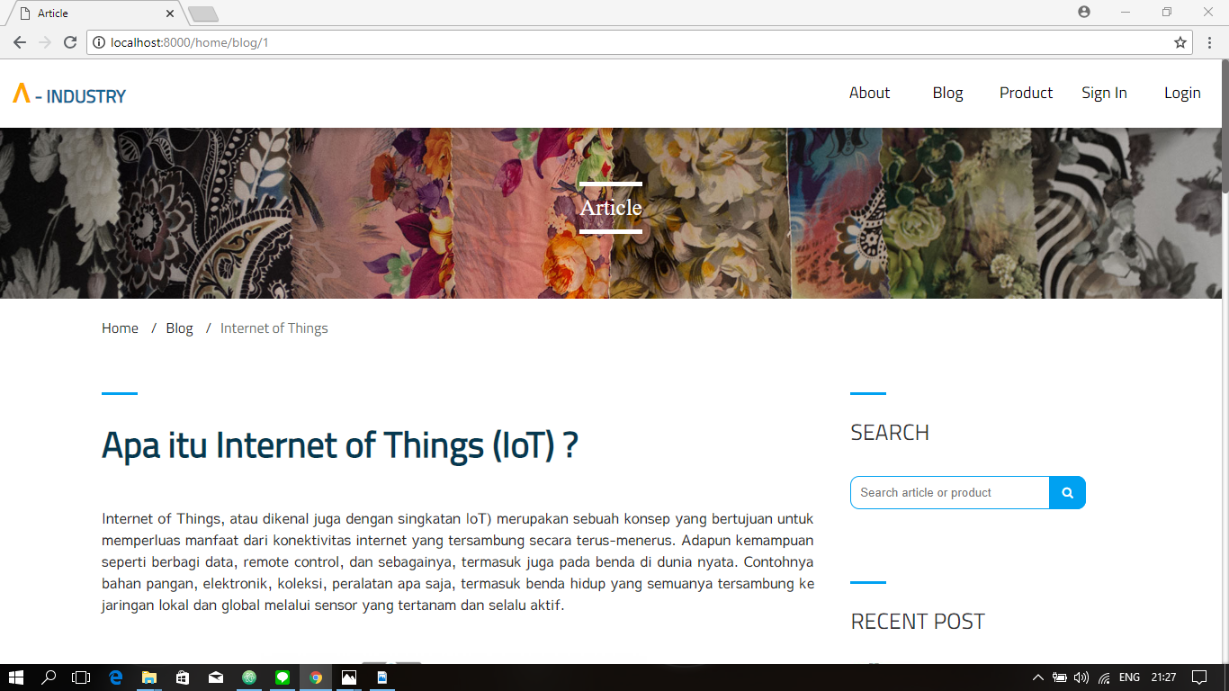 Article
localhost:8000/home/blog/1
Λ - INDUSTRY
About Blog Product Sign In Login
Article
Home / Blog / Internet of Things
Apa itu Internet of Things (IoT) ?
Internet of Things, atau dikenal juga dengan singkatan IoT) merupakan sebuah konsep yang bertujuan untuk
memperluas manfaat dari konektivitas internet yang tersambung secara terus-menerus. Adapun kemampuan
seperti berbagi data, remote control, dan sebagainya, termasuk juga pada benda di dunia nyata. Contohnya
bahan pangan, elektronik, koleksi, peralatan apa saja, termasuk benda hidup yang semuanya tersambung ke
jaringan lokal dan global melalui sensor yang tertanam dan selalu aktif.
SEARCH
Search article or product
RECENT POST
ENG 21:27